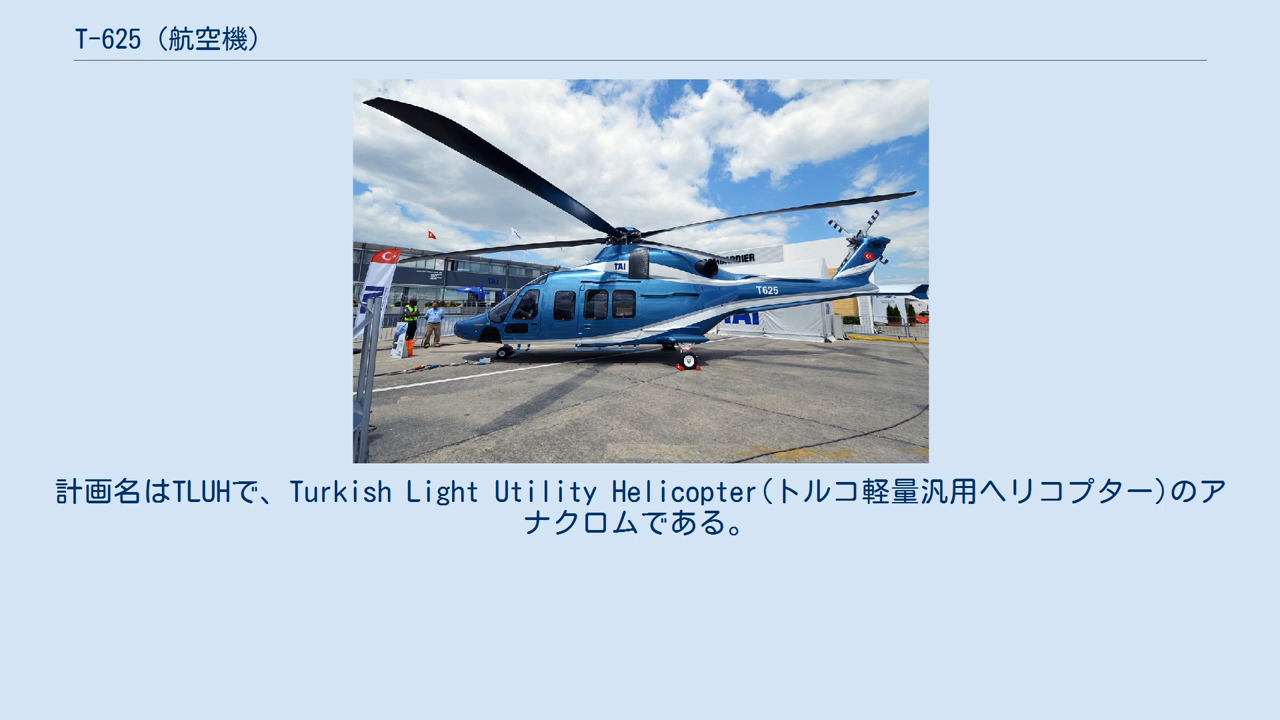 T-625 (航空機)
BOMBARDIER
TAI
T625
TAI
計画名はTLUHで、Turkish Light Utility Helicopter(トルコ軽量汎用ヘリコプター)のア
ナクロムである。